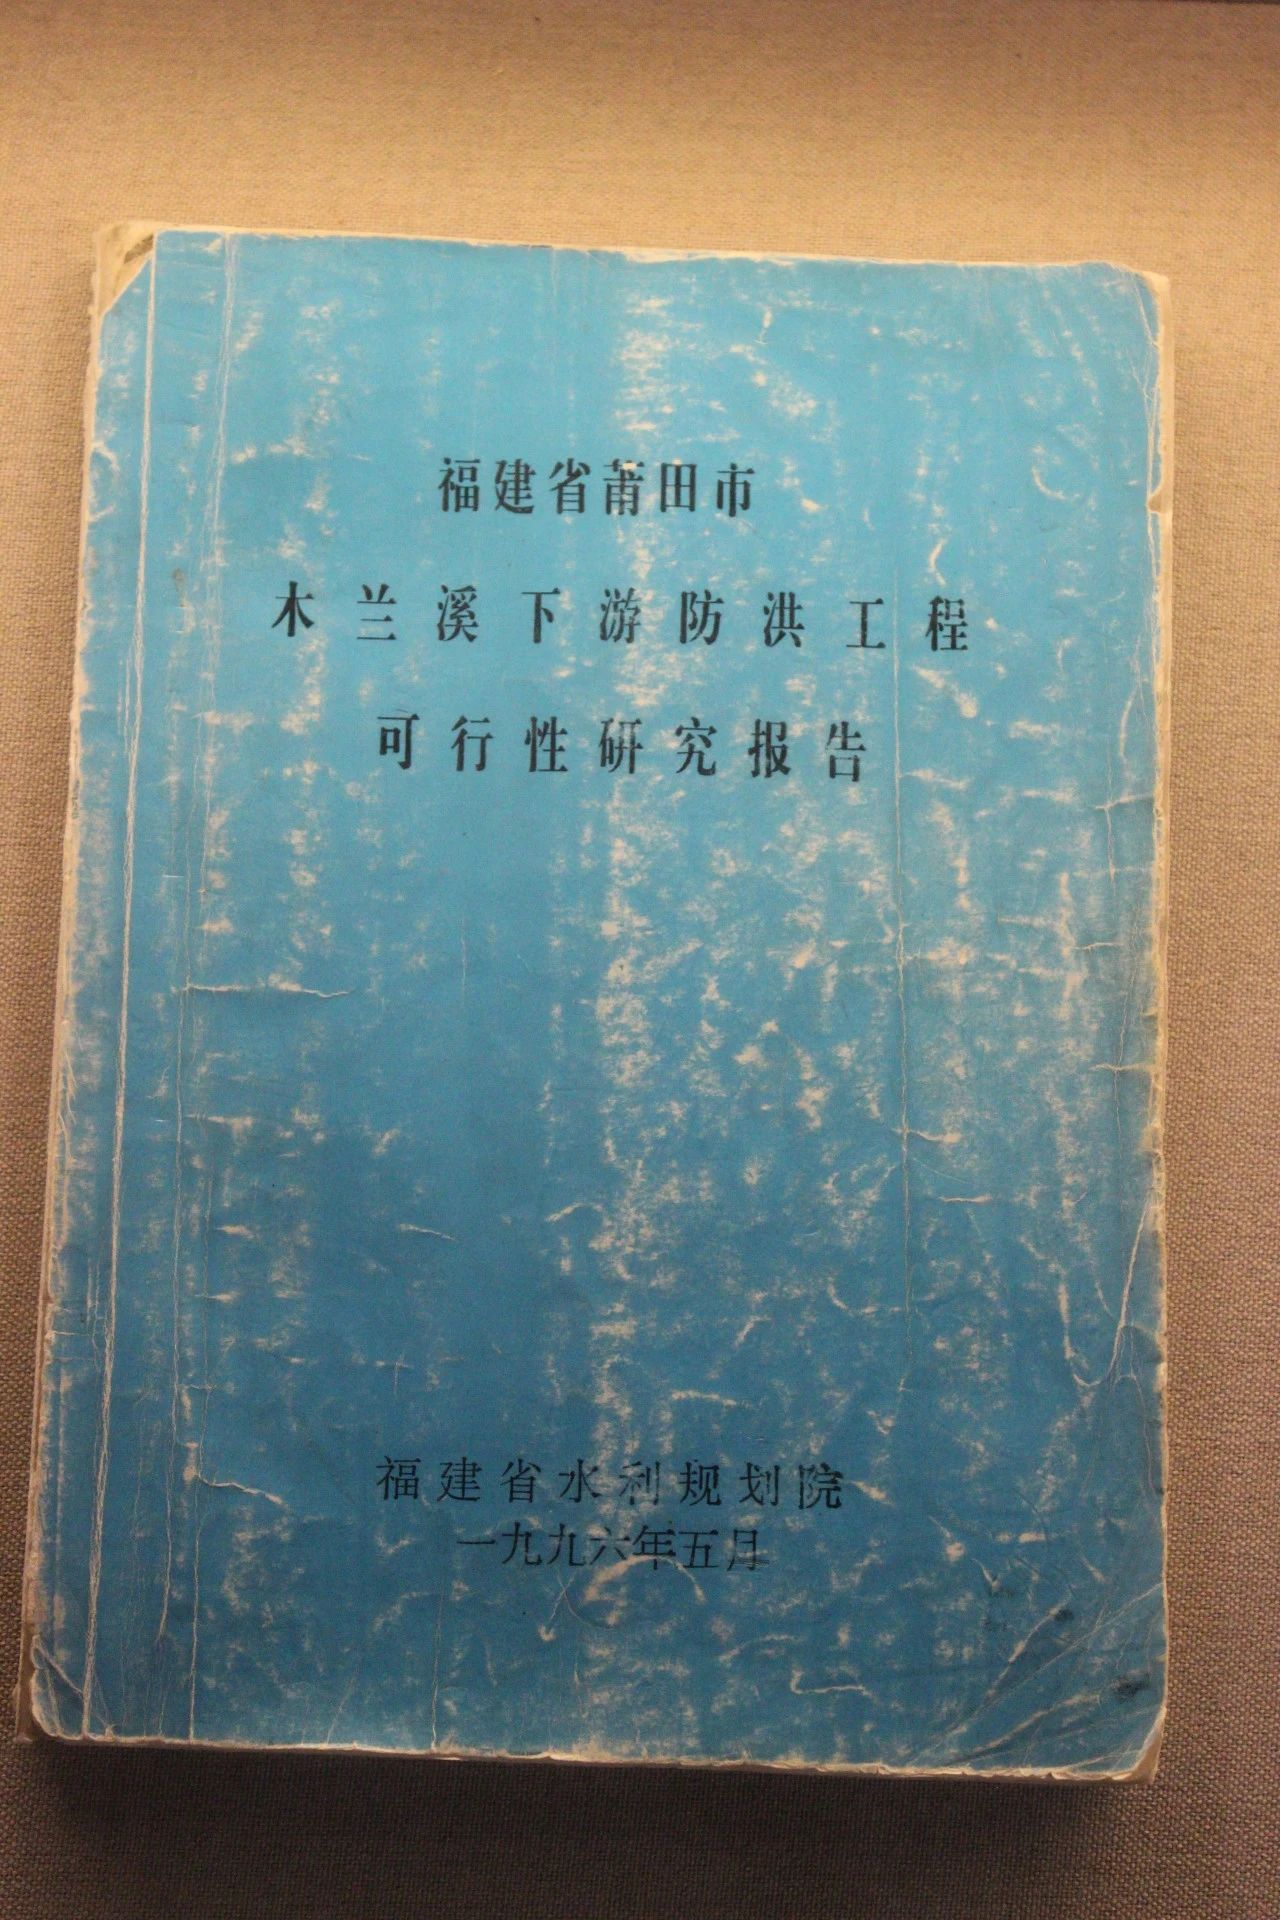 福建省莆田市
木兰溪下游防洪工程
可行性研究报告
福建省水利规划院
一九九六年五月